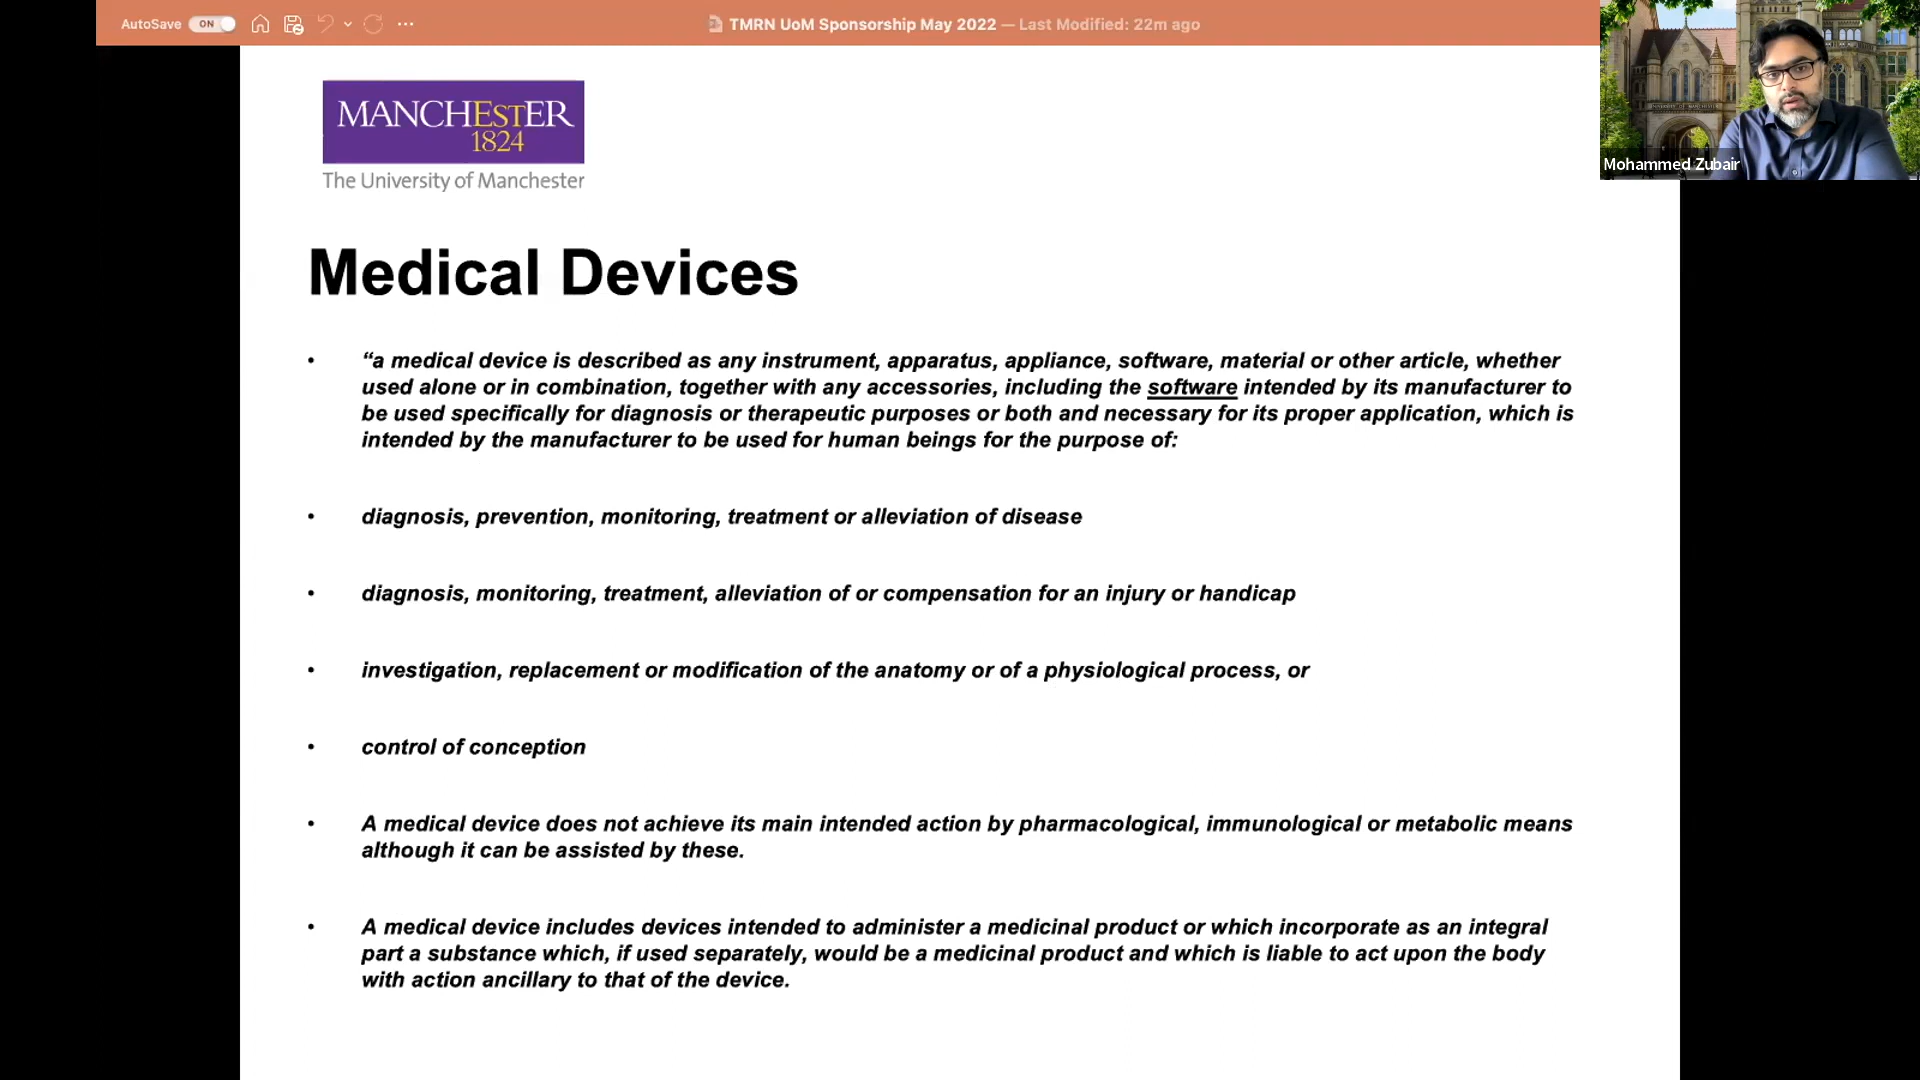 AutoSave ON TMRN UoM Sponsorship May 2022 — Last Modified: 22m ago
MANCHESTER
1824
The University of Manchester
Mohammed Zubair
Medical Devices
• “a medical device is described as any instrument, apparatus, appliance, software, material or other article, whether
used alone or in combination, together with any accessories, including the software intended by its manufacturer to
be used specifically for diagnosis or therapeutic purposes or both and necessary for its proper application, which is
intended by the manufacturer to be used for human beings for the purpose of:
• diagnosis, prevention, monitoring, treatment or alleviation of disease
• diagnosis, monitoring, treatment, alleviation of or compensation for an injury or handicap
• investigation, replacement or modification of the anatomy or of a physiological process, or
• control of conception
• A medical device does not achieve its main intended action by pharmacological, immunological or metabolic means
although it can be assisted by these.
• A medical device includes devices intended to administer a medicinal product or which incorporate as an integral
part a substance which, if used separately, would be a medicinal product and which is liable to act upon the body
with action ancillary to that of the device.